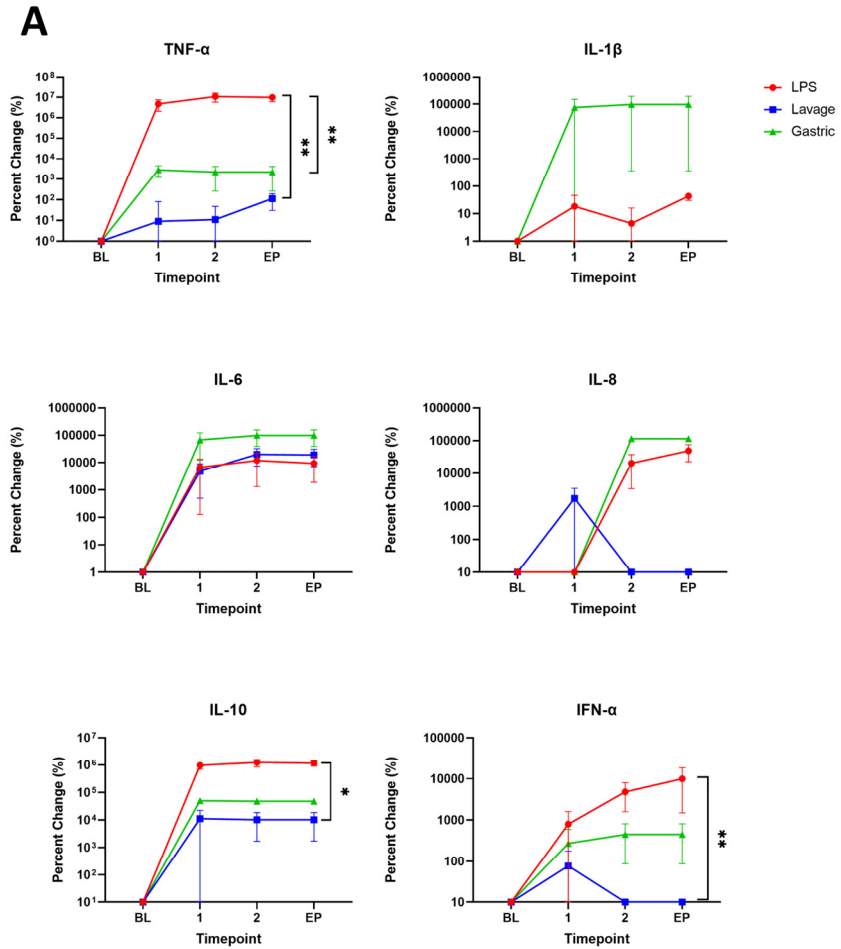 A
TNF-α
Percent Change (%)
10⁸
10⁷
10⁶
10⁵
10⁴
10³
10²
10¹
10⁰
BL 1 2 EP
Timepoint
**
**
IL-1β
Percent Change (%)
1000000
100000
10000
1000
100
10
1
BL 1 2 EP
Timepoint
LPS
Lavage
Gastric
IL-6
Percent Change (%)
1000000
100000
10000
1000
100
10
1
BL 1 2 EP
Timepoint
IL-8
Percent Change (%)
1000000
100000
10000
1000
100
10
BL 1 2 EP
Timepoint
IL-10
Percent Change (%)
10⁷
10⁶
10⁵
10⁴
10³
10²
10¹
BL 1 2 EP
Timepoint
*
IFN-α
Percent Change (%)
100000
10000
1000
100
10
BL 1 2 EP
Timepoint
**